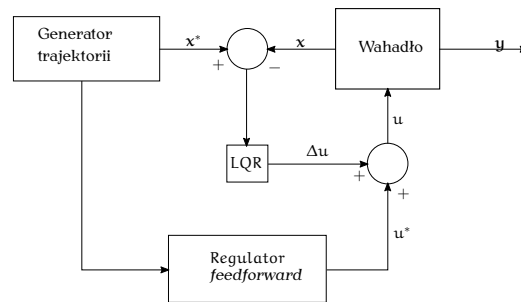 Generator
trajektorii
x*
+
−
x
Wahadło
y
u
LQR
Δu
+
+
u*
Regulator
feedforward